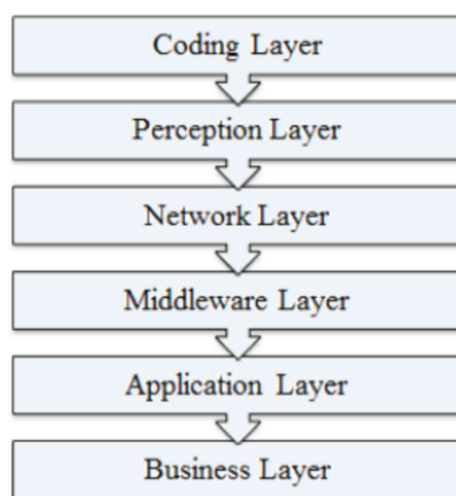 Coding Layer
Perception Layer
Network Layer
Middleware Layer
Application Layer
Business Layer